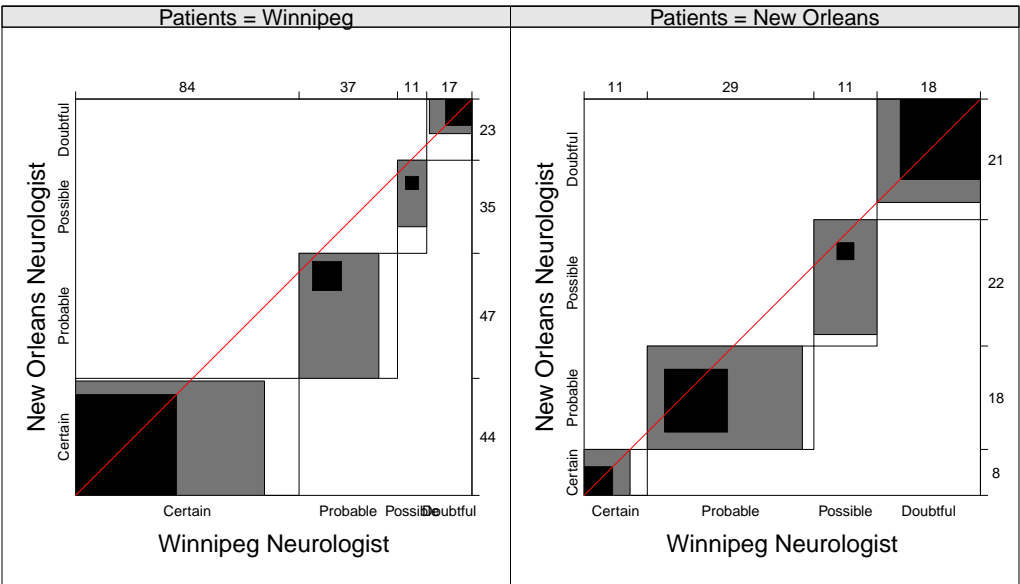 Patients = Winnipeg
84 37 11 17
New Orleans Neurologist
Doubtful
Possible
Probable
Certain
23
35
47
44
Certain Probable Possible Doubtful
Winnipeg Neurologist
Patients = New Orleans
11 29 11 18
New Orleans Neurologist
Doubtful
Possible
Probable
Certain
21
22
18
8
Certain Probable Possible Doubtful
Winnipeg Neurologist